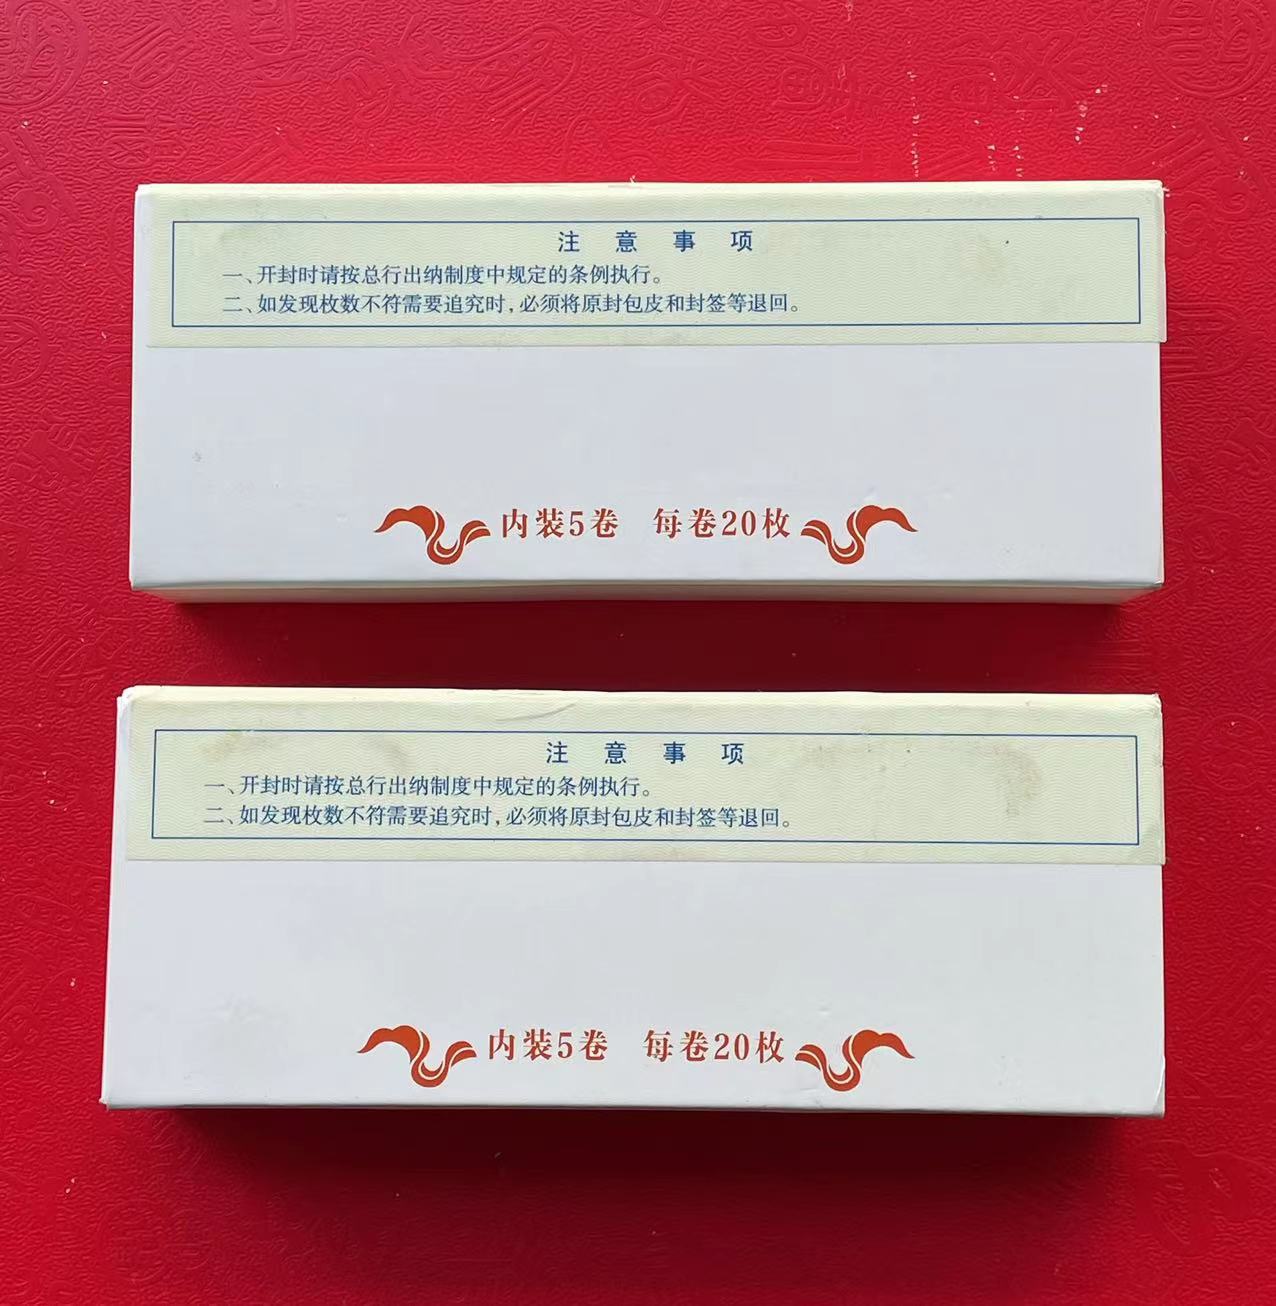 注意事项
一、开封时请按总行出纳制度中规定的条例执行。
二、如发现枚数不符需要追究时,必须将原封包皮和封签等退回。
内装5卷 每卷20枚
注意事项
一、开封时请按总行出纳制度中规定的条例执行。
二、如发现枚数不符需要追究时,必须将原封包皮和封签等退回。
内装5卷 每卷20枚